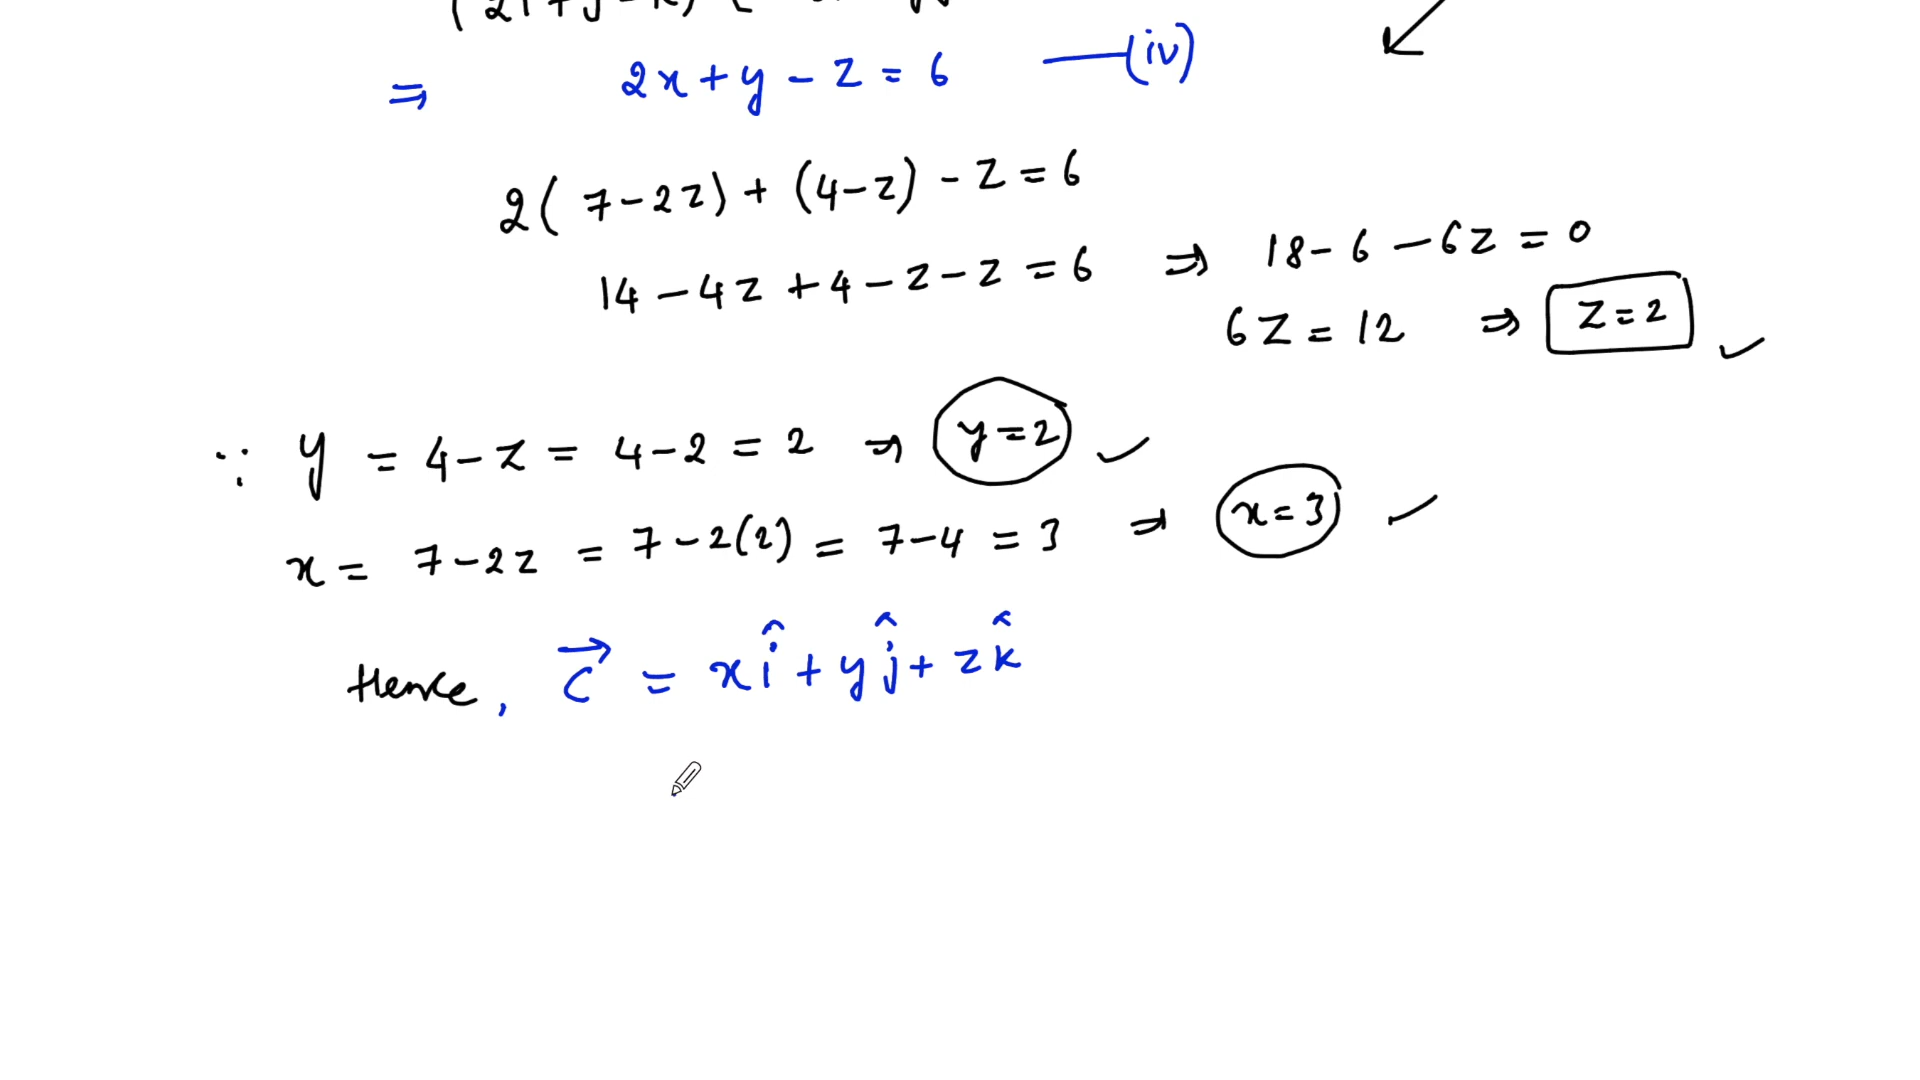 ⇒ 2x + y - z = 6 —(iv)
2( 7-2z) + (4-z) - z = 6
14 - 4z + 4 - z - z = 6 ⇒ 18 - 6 - 6z = 0
6z = 12 ⇒ z = 2 ✓
∵ y = 4-z = 4-2 = 2 ⇒ y = 2 ✓
x = 7-2z = 7-2(2) = 7-4 = 3 ⇒ x = 3 ✓
Hence, c⃗ = xî + yĵ + zk̂